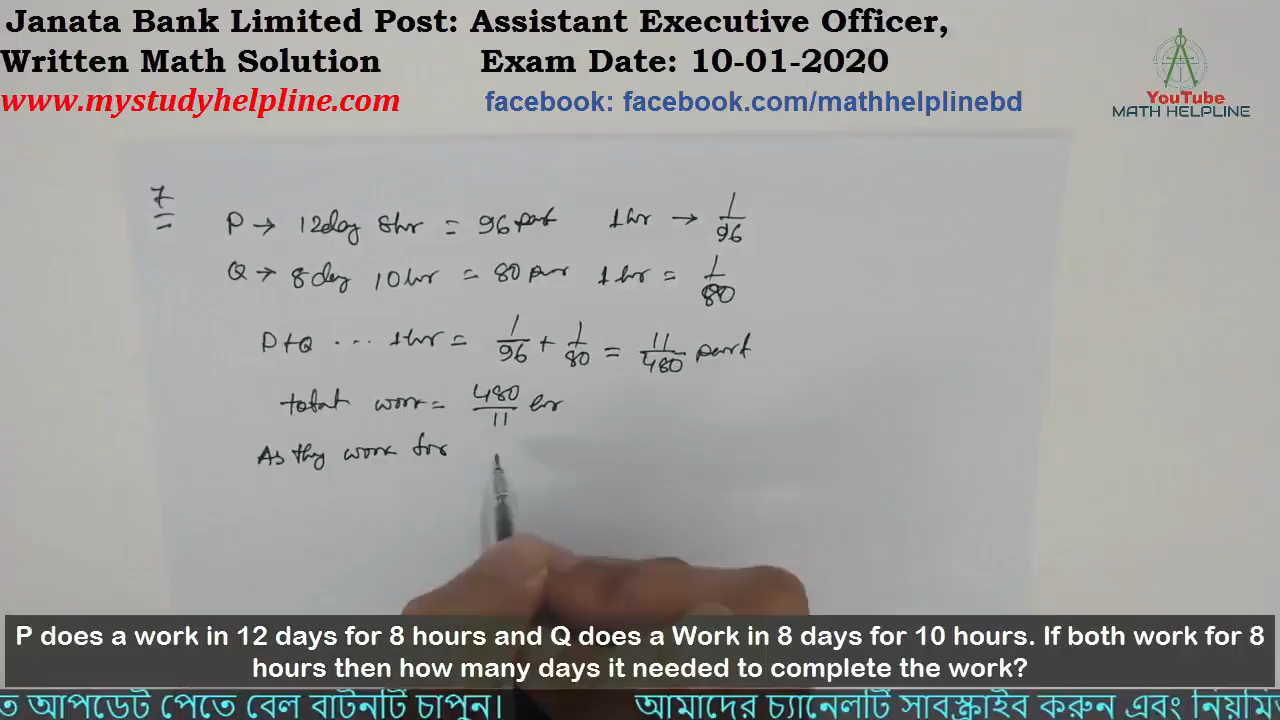 Janata Bank Limited Post: Assistant Executive Officer,
Written Math Solution Exam Date: 10-01-2020
www.mystudyhelpline.com facebook: facebook.com/mathhelplinebd
YouTube
MATH HELPLINE
7
P → 12day 8hr = 96 part 1hr → 1/96
Q → 8day 10hr = 80 part 1hr = 1/80
P+Q ... 1hr = 1/96 + 1/80 = 11/480 part
total work = 480/11 hr
As they work for
P does a work in 12 days for 8 hours and Q does a Work in 8 days for 10 hours. If both work for 8
hours then how many days it needed to complete the work?
ত আপডেট পেতে বেল বাটনটি চাপুন। আমাদের চ্যানেলটি সাবস্ক্রাইব করুন এবং নিয়মি